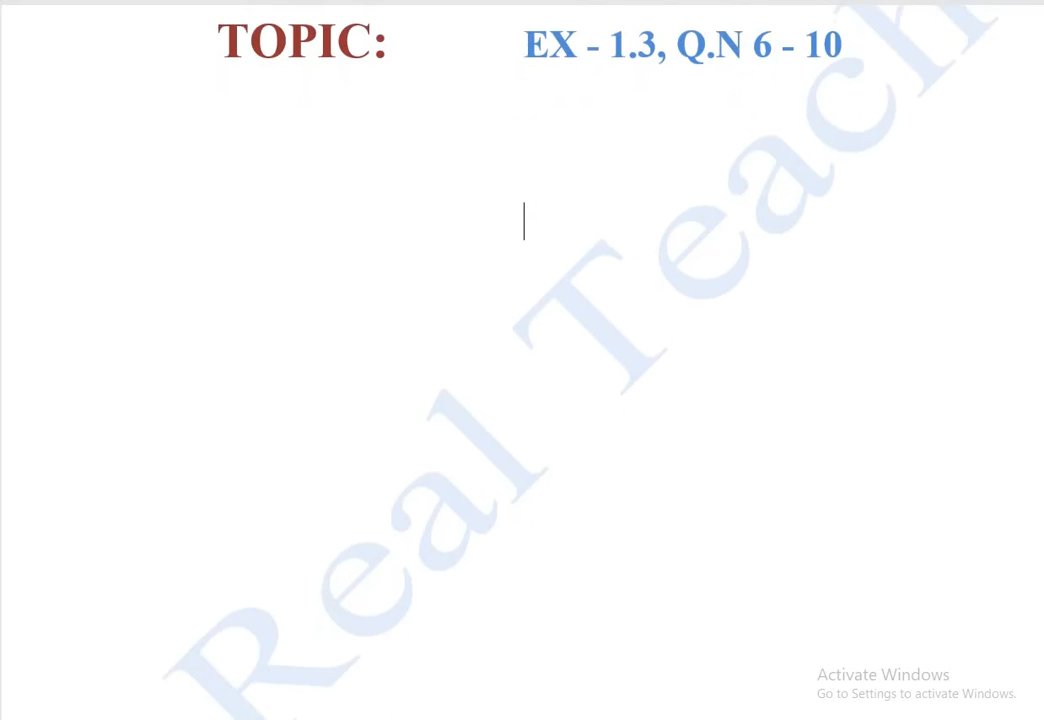 TOPIC: EX - 1.3, Q.N 6 - 10
Real Teach
Activate Windows
Go to Settings to activate Windows.